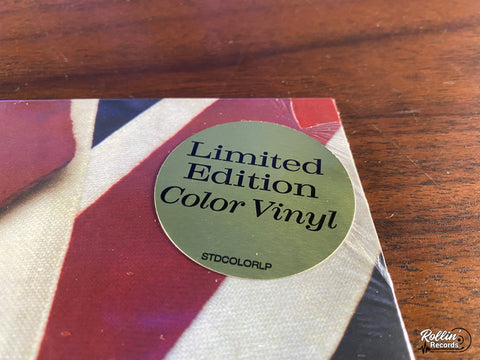 Limited
Edition
Color Vinyl
STDCOLORLP
Rollin
Records